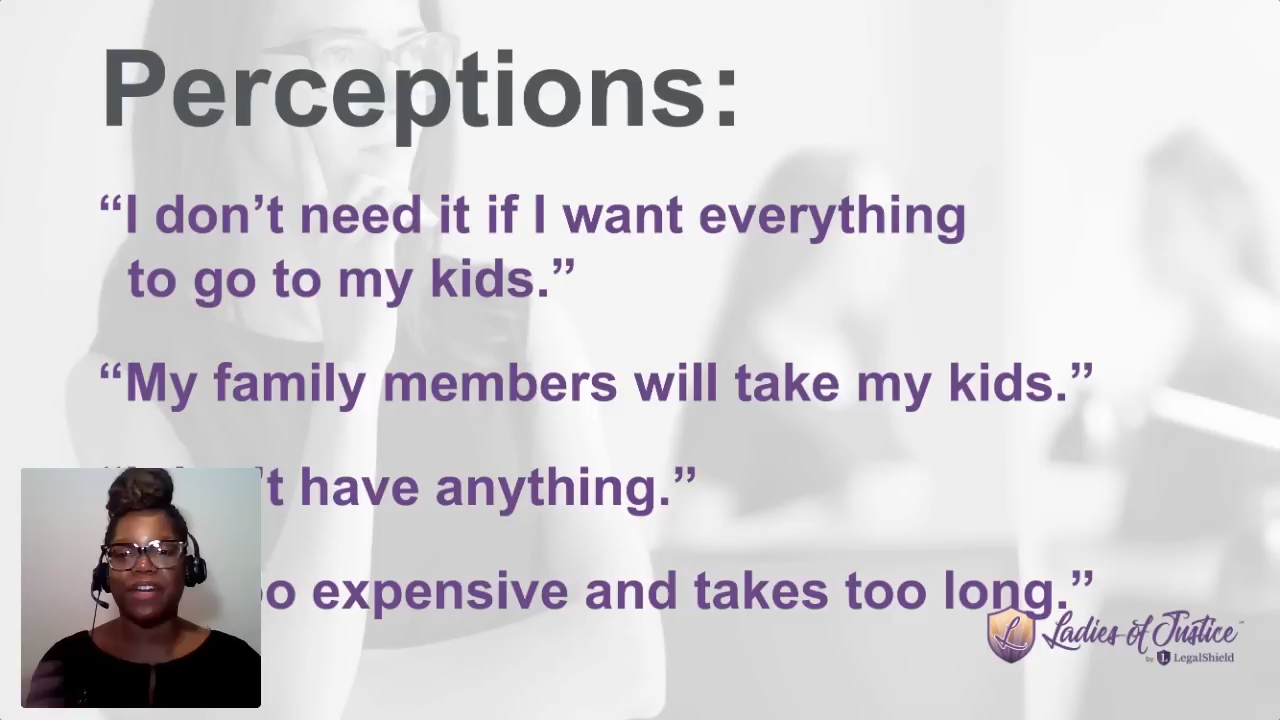 Perceptions:
“I don’t need it if I want everything
to go to my kids.”
“My family members will take my kids.”
have anything.”
expensive and takes too long.”
Ladies of Justice
by LegalShield